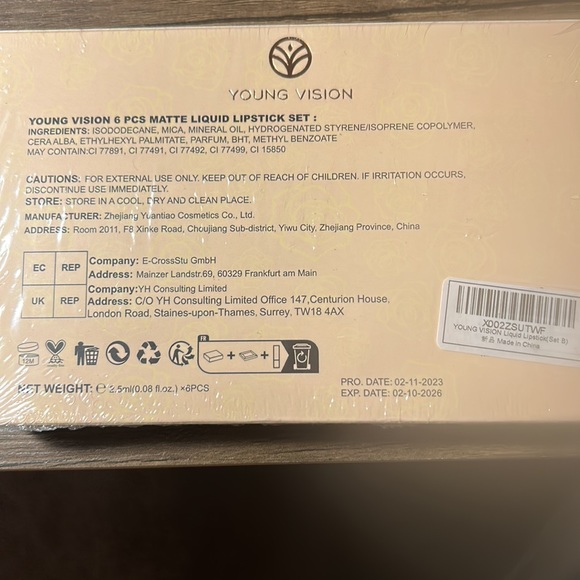 YOUNG VISION
YOUNG VISION 6 PCS MATTE LIQUID LIPSTICK SET :
INGREDIENTS: ISODODECANE, MICA, MINERAL OIL, HYDROGENATED STYRENE/ISOPRENE COPOLYMER,
CERA ALBA, ETHYLHEXYL PALMITATE, PARFUM, BHT, METHYL BENZOATE
MAY CONTAIN:CI 77891, CI 77491, CI 77492, CI 77499, CI 15850
CAUTIONS: FOR EXTERNAL USE ONLY. KEEP OUT OF REACH OF CHILDREN. IF IRRITATION OCCURS,
DISCONTINUE USE IMMEDIATELY.
STORE: STORE IN A COOL, DRY AND CLEAN PLACE.
MANUFACTURER: Zhejiang Yuantiao Cosmetics Co., Ltd.
ADDRESS: Room 2011, F8 Xinke Road, Choujiang Sub-district, Yiwu City, Zhejiang Province, China
EC REP
Company: E-CrossStu GmbH
Address: Mainzer Landstr.69, 60329 Frankfurt am Main
UK REP
Company:YH Consulting Limited
Address: C/O YH Consulting Limited Office 147,Centurion House.
London Road, Staines-upon-Thames, Surrey, TW18 4AX
X002ZSUTWF
YOUNG VISION Liquid Lipstick(Set B)
新品 Made in China
12M
FR
NET WEIGHT: ℮ 2.5ml(0.08 fl.oz.) ×6PCS
PRO. DATE: 02-11-2023
EXP. DATE: 02-10-2026